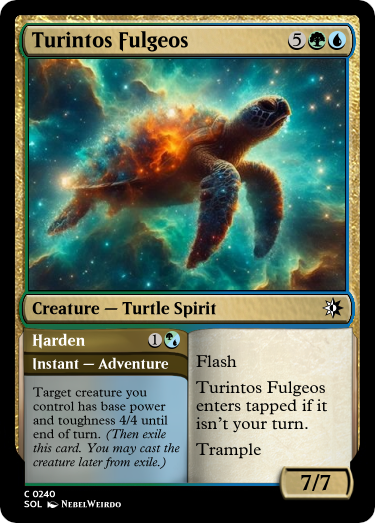 Turintos Fulgeos 5
Creature — Turtle Spirit
Harden 1
Instant — Adventure
Target creature you
control has base power
and toughness 4/4 until
end of turn. (Then exile
this card. You may cast the
creature later from exile.)
Flash
Turintos Fulgeos
enters tapped if it
isn't your turn.
Trample
7/7
C 0240
SOL NebelWeirdo